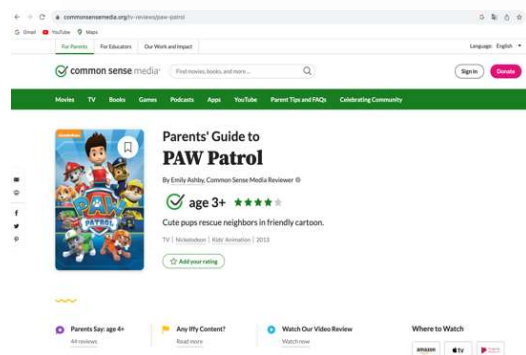 commonsensemedia.org/tv-reviews/paw-patrol
Gmail YouTube Maps
For Parents For Educators Our Work and Impact Language: English
common sense media Find movies, books, and more... Sign in Donate
Movies TV Books Games Podcasts Apps YouTube Parent Tips and FAQs Celebrating Community
nickelodeon
PAW
PATROL
Parents' Guide to
PAW Patrol
By Emily Ashby, Common Sense Media Reviewer
age 3+
Cute pups rescue neighbors in friendly cartoon.
TV | Nickelodeon | Kids' Animation | 2013
Add your rating
Parents Say: age 4+
44 reviews
Any Iffy Content?
Read more
Watch Our Video Review
Watch now
Where to Watch
amazon tv